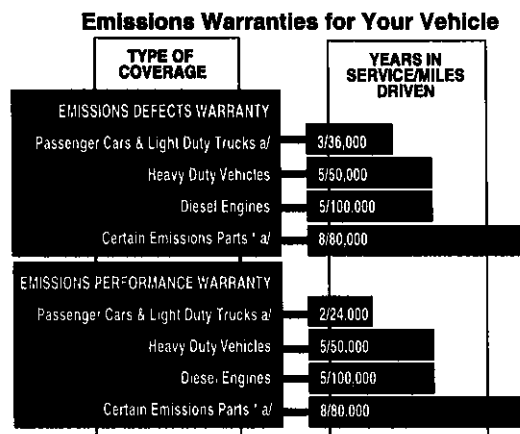 Emissions Warranties for Your Vehicle
TYPE OF
COVERAGE
YEARS IN
SERVICE/MILES
DRIVEN
EMISSIONS DEFECTS WARRANTY
Passenger Cars & Light Duty Trucks a/ 3/36,000
Heavy Duty Vehicles 5/50,000
Diesel Engines 5/100,000
Certain Emissions Parts * a/ 8/80,000
EMISSIONS PERFORMANCE WARRANTY
Passenger Cars & Light Duty Trucks a/ 2/24,000
Heavy Duty Vehicles 5/50,000
Diesel Engines 5/100,000
Certain Emissions Parts * a/ 8/80,000